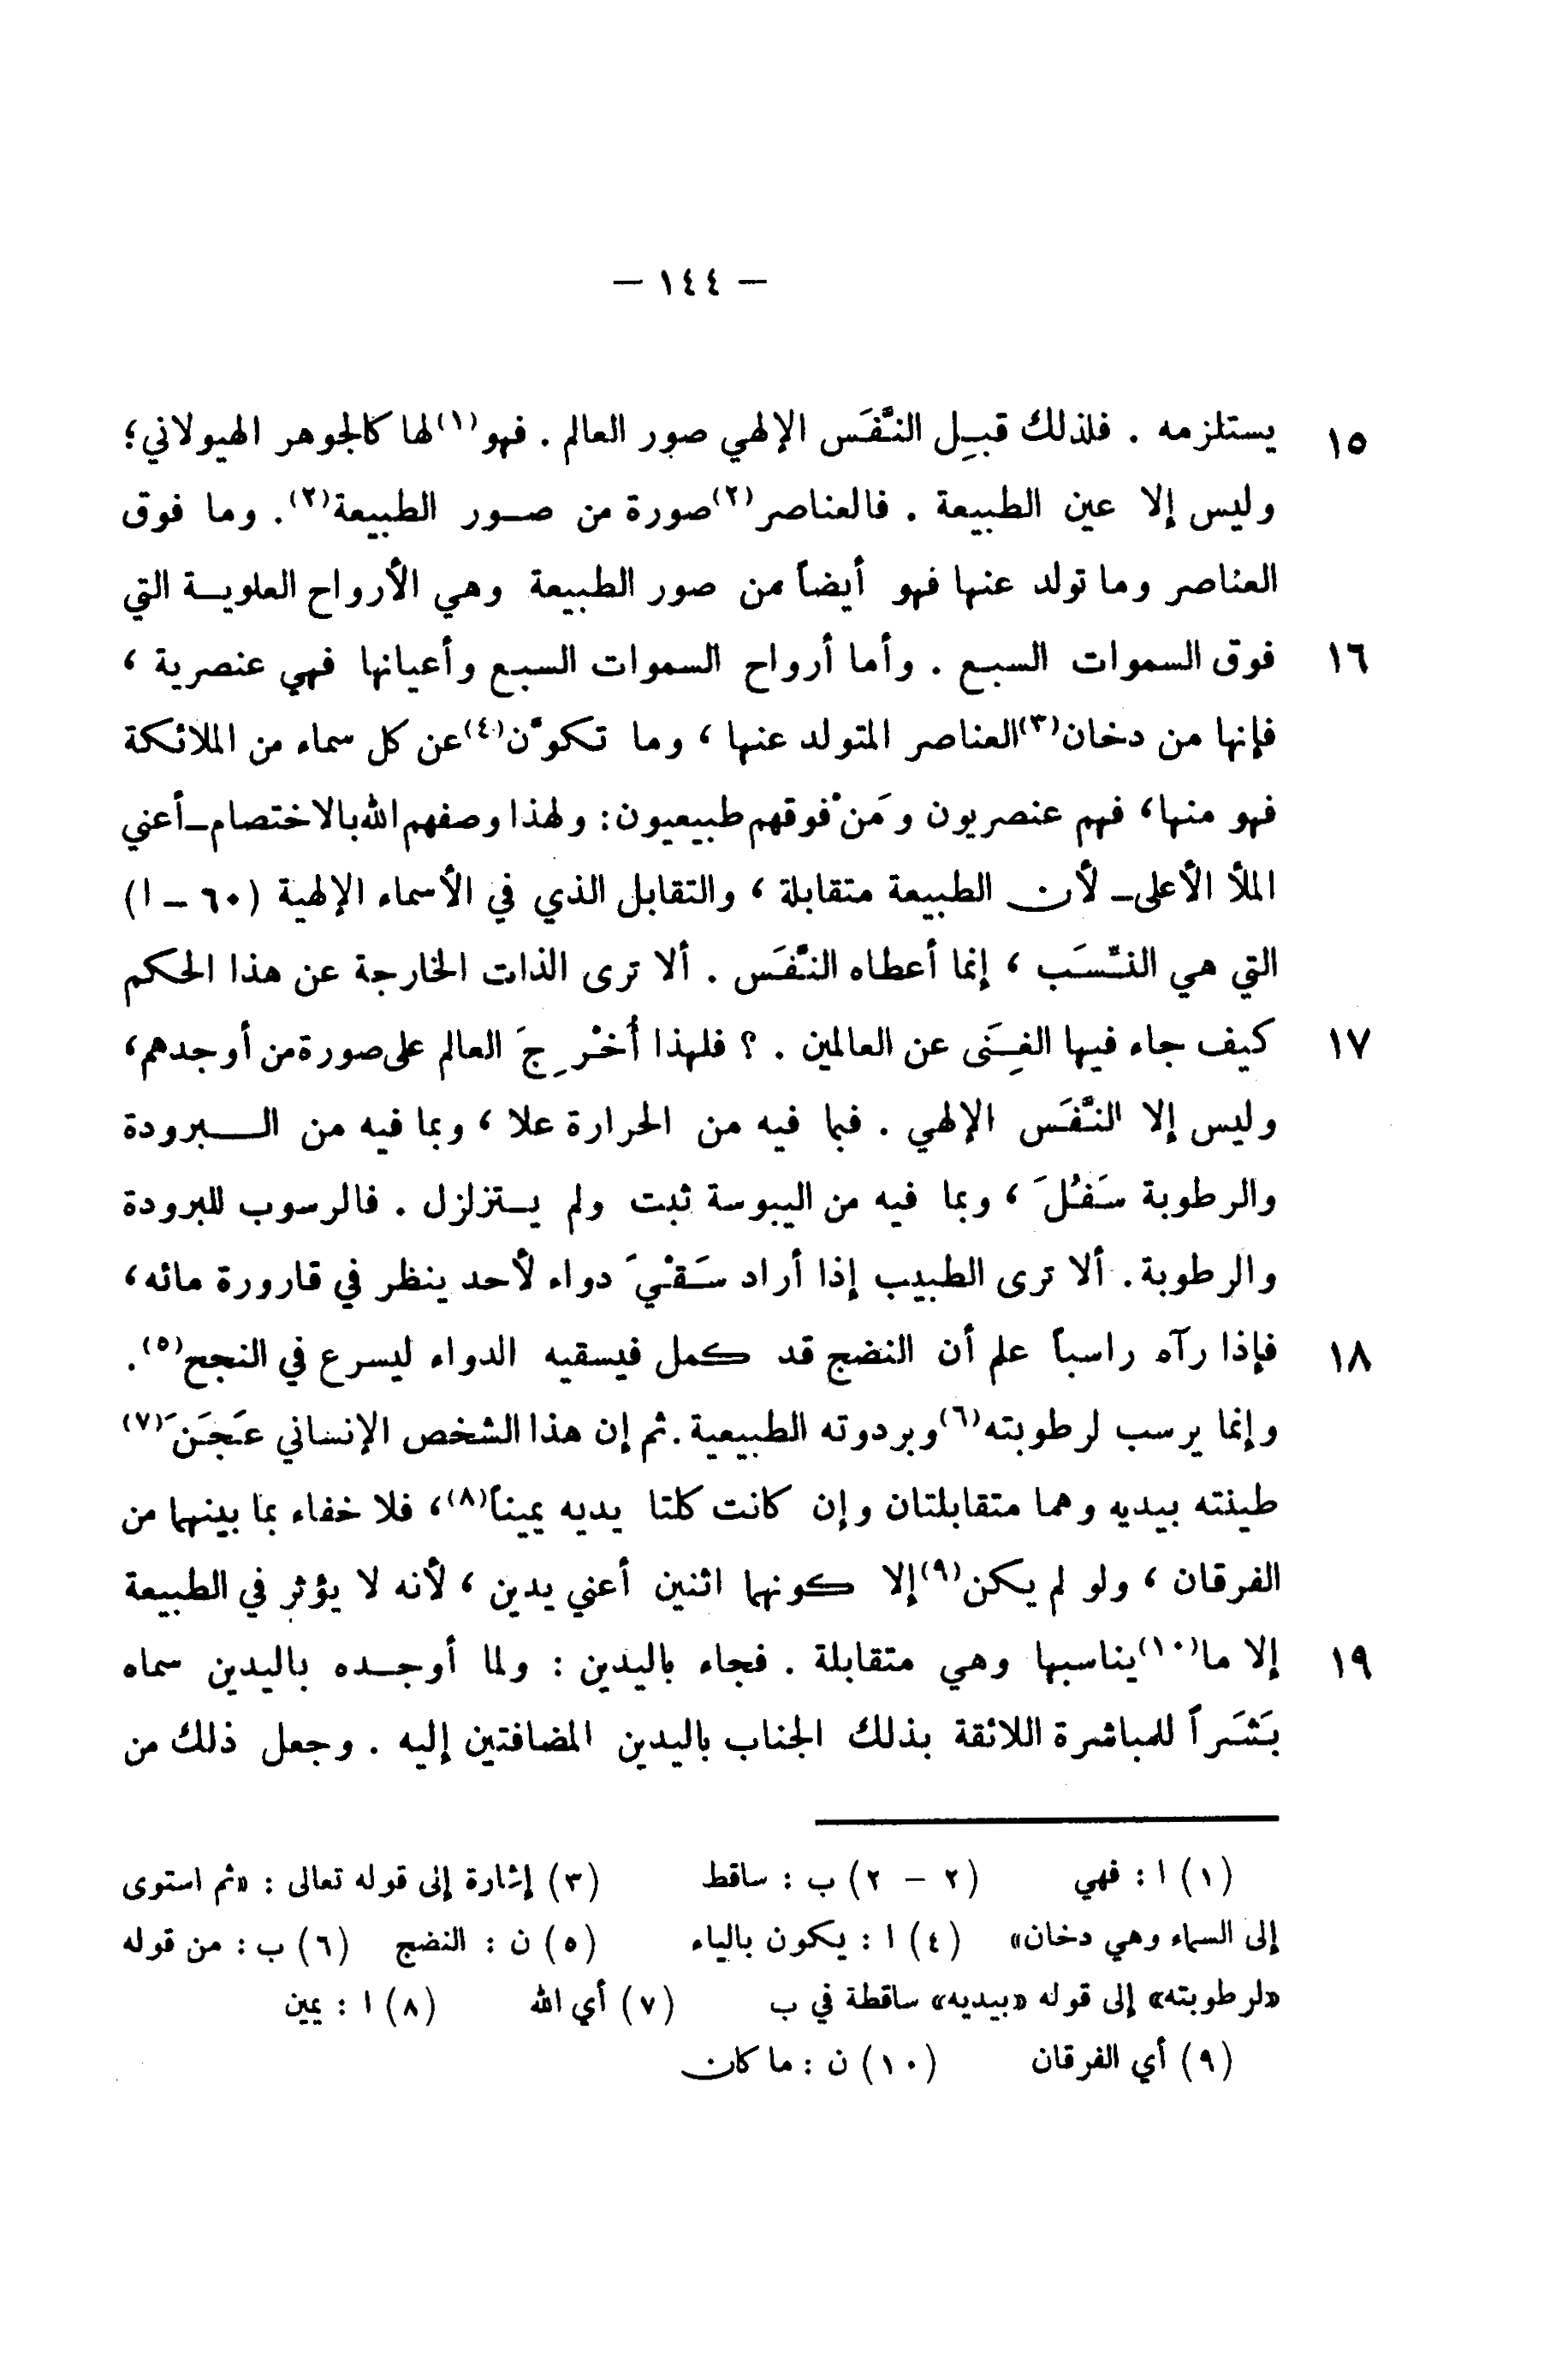 — ١٤٤ —
١٥ يستلزمه . فلذلك قبِل النَّفَس الإلهي صور العالم . فهو(١) لها كالجوهر الهيولاني؛
وليس إلا عين الطبيعة . فالعناصر(٢) صورة من صور الطبيعة(٢). وما فوق
العناصر وما تولد عنها فهو أيضاً من صور الطبيعة وهي الأرواح العلوية التي
١٦ فوق السموات السبع . وأما أرواح السموات السبع وأعيانها فهي عنصرية ،
فإنها من دخان(٣) العناصر المتولد عنها ، وما تكوَّن(٤) عن كل سماء من الملائكة
فهو منها، فهم عنصريون ومَنْ فوقهم طبيعيون: ولهذا وصفهم الله بالاختصام ـ أعني
الملأ الأعلى ـ لأن الطبيعة متقابلة ، والتقابل الذي في الأسماء الإلهية (٦٠ – ا)
التي هي النِّسَب ، إنما أعطاه النَّفَس . ألا ترى الذات الخارجة عن هذا الحكم
١٧ كيف جاء فيها الغِنَى عن العالمين . ؟ فلهذا أُخْرِجَ العالم على صورة من أوجدهم،
وليس إلا النَّفَس الإلهي . فبما فيه من الحرارة علا ، وبما فيه من البرودة
والرطوبة سَفُلَ ، وبما فيه من اليبوسة ثبت ولم يتزلزل . فالرسوب للبرودة
والرطوبة. ألا ترى الطبيب إذا أراد سَقْيَ دواء لأحد ينظر في قارورة مائه،
١٨ فإذا رآه راسباً علم أن النضج قد كمل فيسقيه الدواء ليسرع في النجح(٥).
وإنما يرسب لرطوبته(٦) وبردوته الطبيعية. ثم إن هذا الشخص الإنساني عَجَنَ(٧)
طينته بيديه وهما متقابلتان وإن كانت كلتا يديه يميناً(٨)، فلا خفاء بما بينهما من
الفرقان ، ولو لم يكن(٩) إلا كونهما اثنين أعني يدين ، لأنه لا يؤثر في الطبيعة
١٩ إلا ما(١٠) يناسبها وهي متقابلة . فجاء باليدين : ولما أوجده باليدين سماه
بَشَراً للمباشرة اللائقة بذلك الجناب باليدين المضافتين إليه . وجعل ذلك من
(١) ا : فهي (٢ – ٢) ب : ساقط (٣) إشارة إلى قوله تعالى : «ثم استوى
إلى السماء وهي دخان» (٤) ا : يكون بالياء (٥) ن : النضج (٦) ب : من قوله
«لرطوبته» إلى قوله «بيديه» ساقطة في ب (٧) أي الله (٨) ا : يمين
(٩) أي الفرقان (١٠) ن : ما كان